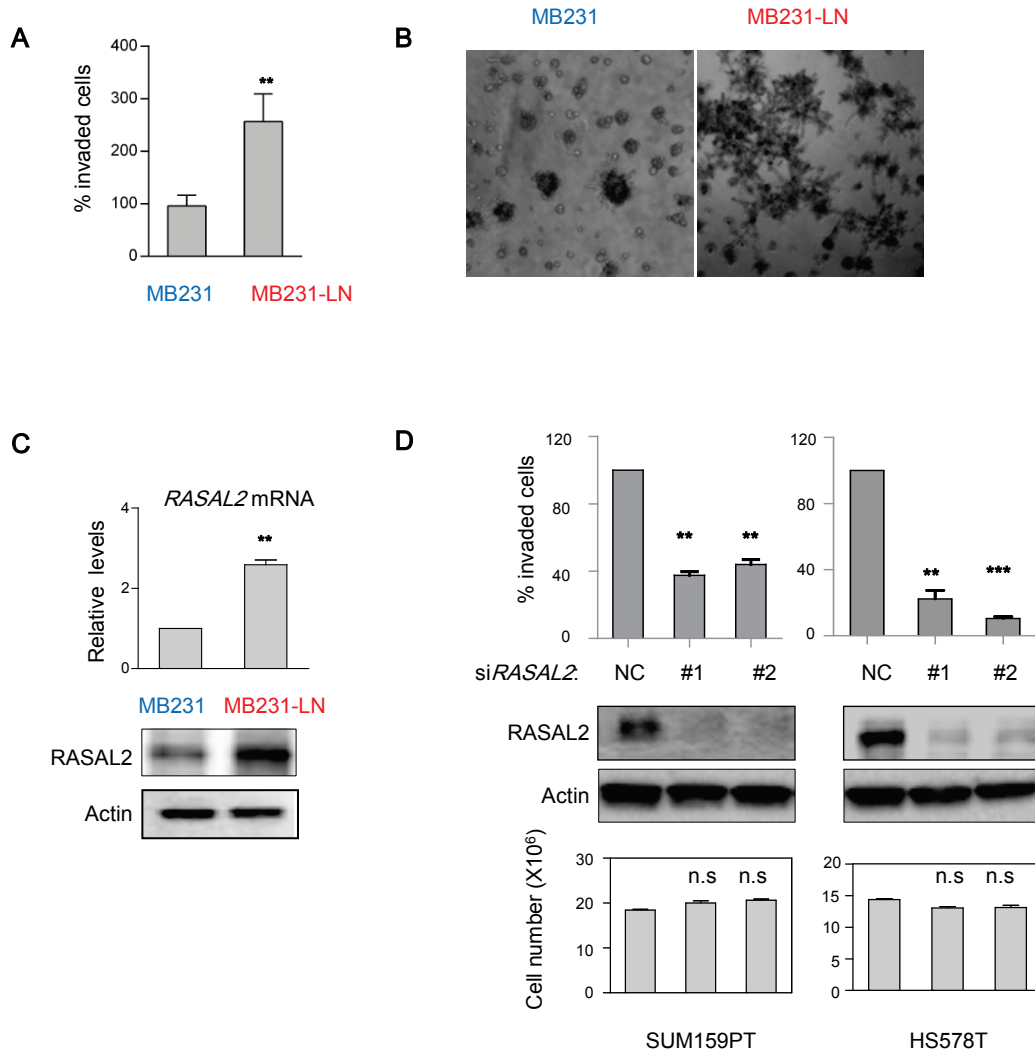 A
% invaded cells
400
300
200
100
0
**
MB231 MB231-LN
B
MB231 MB231-LN
C
RASAL2 mRNA
Relative levels
4
2
0
**
MB231 MB231-LN
RASAL2
Actin
D
% invaded cells
120
80
40
0
** **
120
80
40
0
** ***
siRASAL2: NC #1 #2 NC #1 #2
RASAL2
Actin
Cell number (X10⁶)
30
20
10
0
n.s n.s
20
15
10
5
0
n.s n.s
SUM159PT HS578T